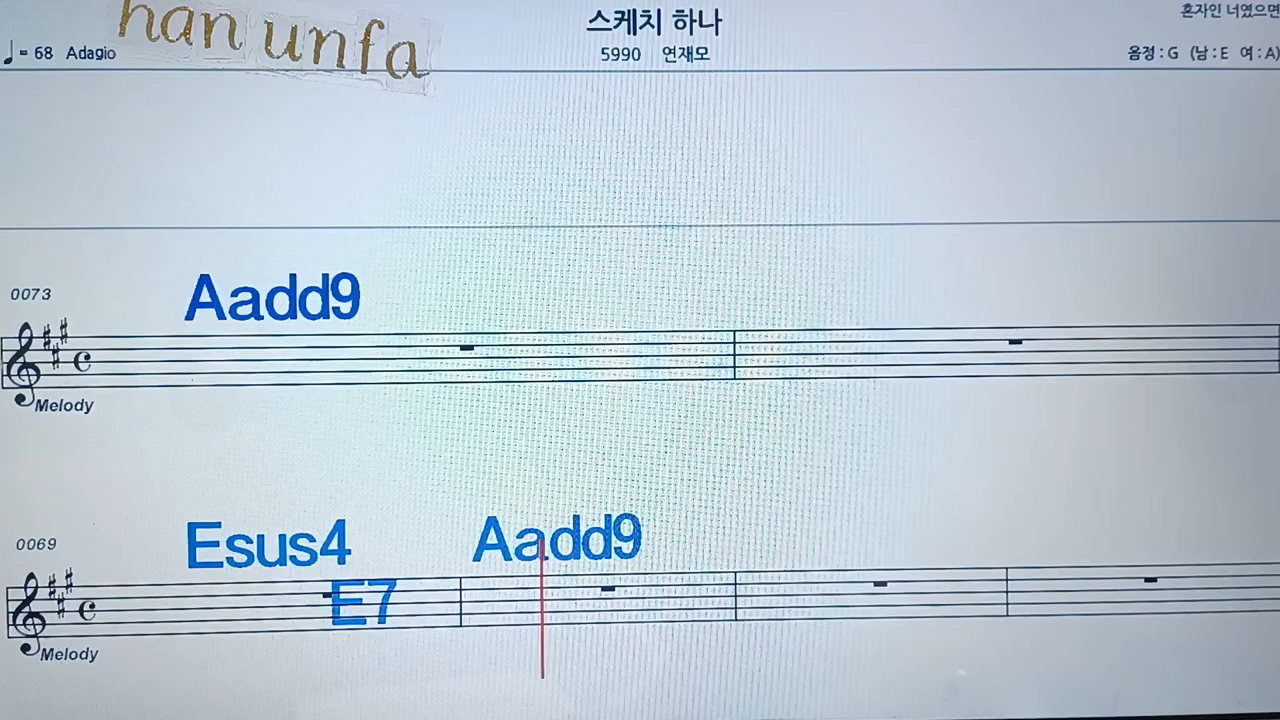 han unfa
스케치 하나
혼자인 너였으면
♩= 68 Adagio
5990 연재모
음정 : G (남 : E 여 : A)
0073
Aadd9
Melody
0069
Esus4 Aadd9
E7
Melody